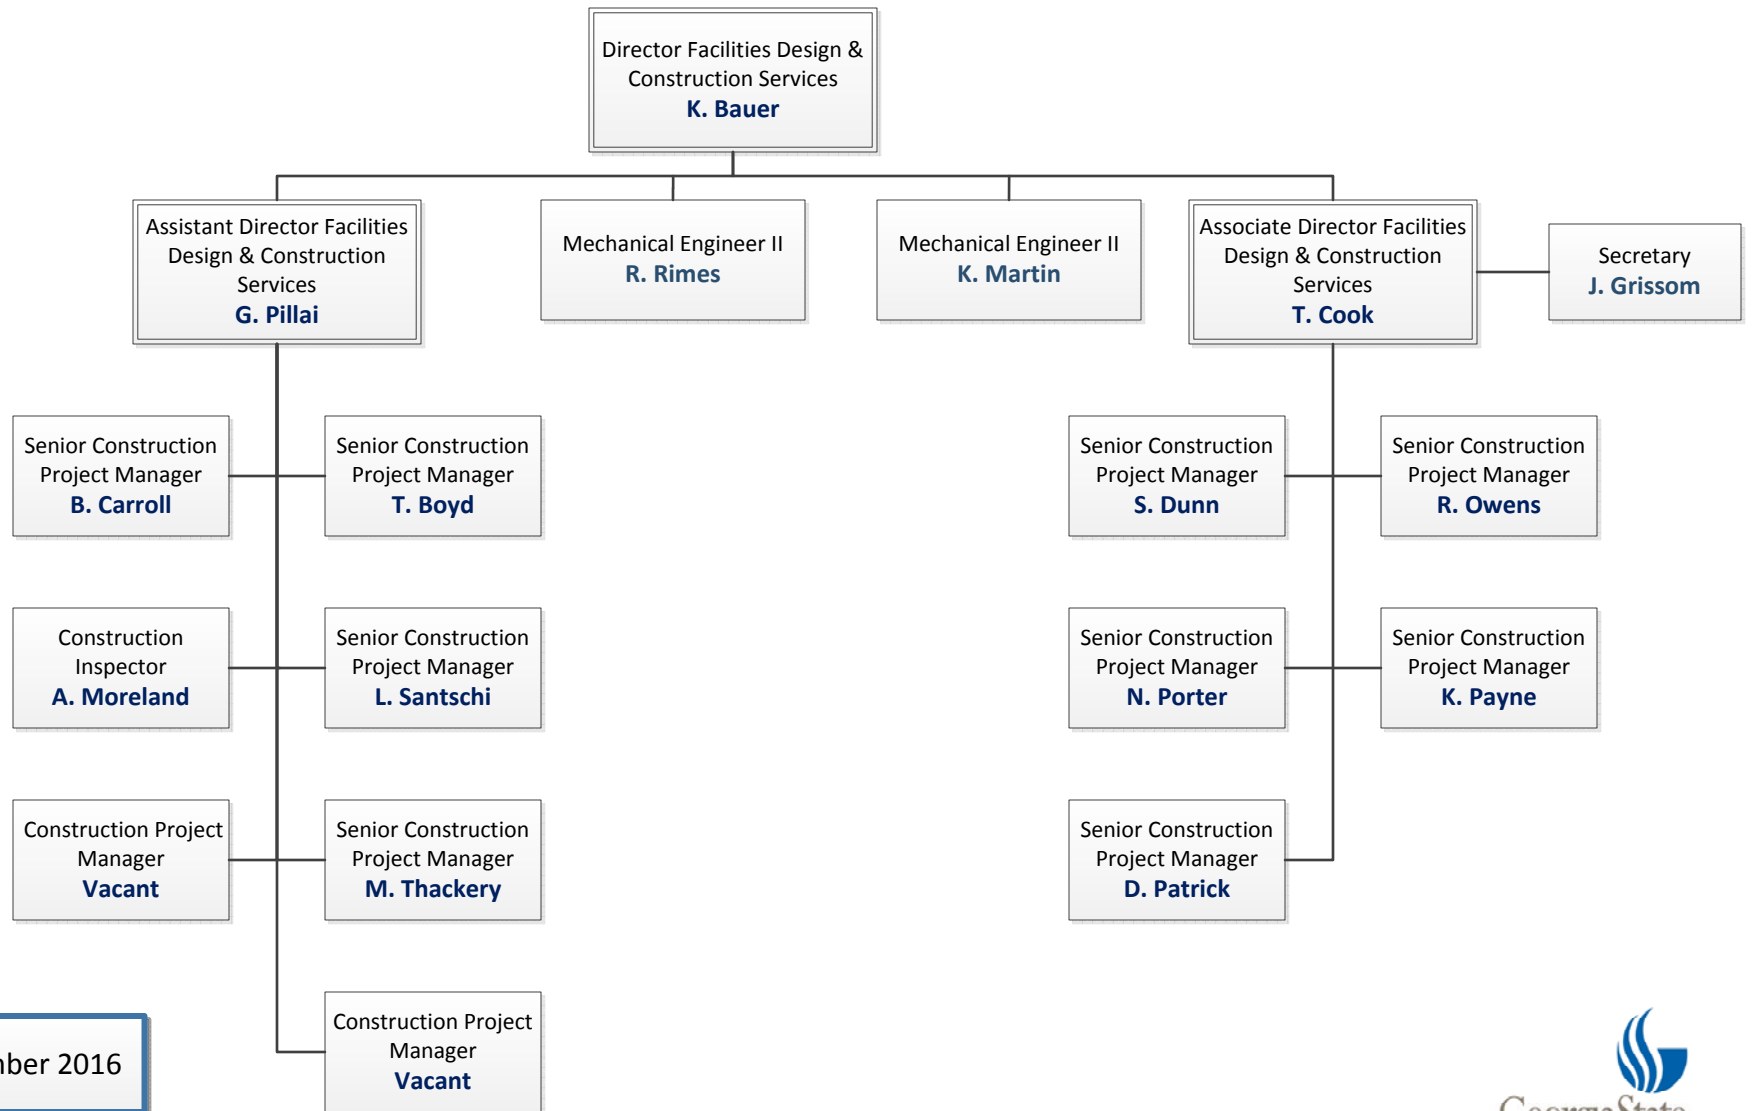 Director Facilities Design &
Construction Services
K. Bauer
Assistant Director Facilities
Design & Construction
Services
G. Pillai
Mechanical Engineer II
R. Rimes
Mechanical Engineer II
K. Martin
Associate Director Facilities
Design & Construction
Services
T. Cook
Secretary
J. Grissom
Senior Construction
Project Manager
B. Carroll
Senior Construction
Project Manager
T. Boyd
Senior Construction
Project Manager
S. Dunn
Senior Construction
Project Manager
R. Owens
Construction
Inspector
A. Moreland
Senior Construction
Project Manager
L. Santschi
Senior Construction
Project Manager
N. Porter
Senior Construction
Project Manager
K. Payne
Construction Project
Manager
Vacant
Senior Construction
Project Manager
M. Thackery
Senior Construction
Project Manager
D. Patrick
Construction Project
Manager
Vacant
2016